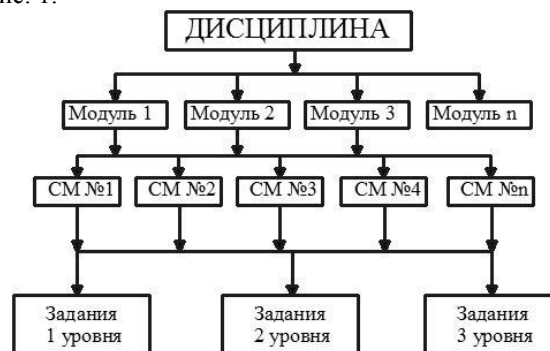 ДИСЦИПЛИНА
Модуль 1 Модуль 2 Модуль 3 Модуль n
СМ №1 СМ №2 СМ №3 СМ №4 СМ №n
Задания Задания Задания
1 уровня 2 уровня 3 уровня